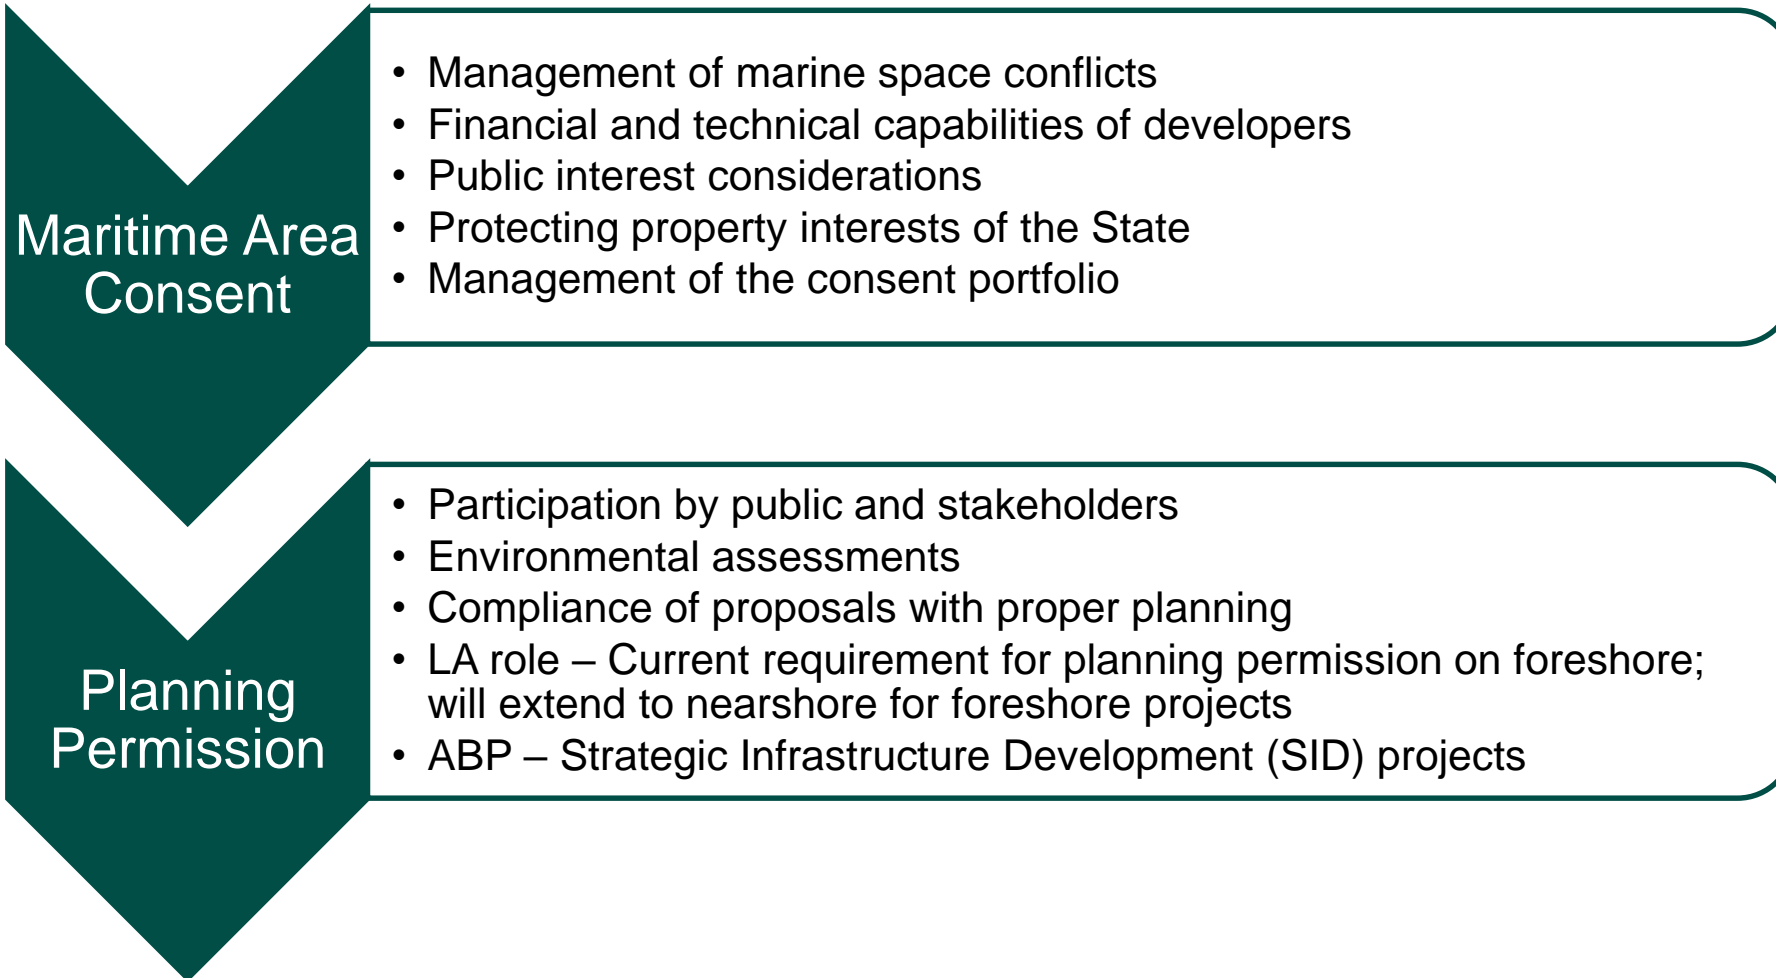 Maritime Area
Consent
• Management of marine space conflicts
• Financial and technical capabilities of developers
• Public interest considerations
• Protecting property interests of the State
• Management of the consent portfolio
Planning
Permission
• Participation by public and stakeholders
• Environmental assessments
• Compliance of proposals with proper planning
• LA role – Current requirement for planning permission on foreshore;
will extend to nearshore for foreshore projects
• ABP – Strategic Infrastructure Development (SID) projects